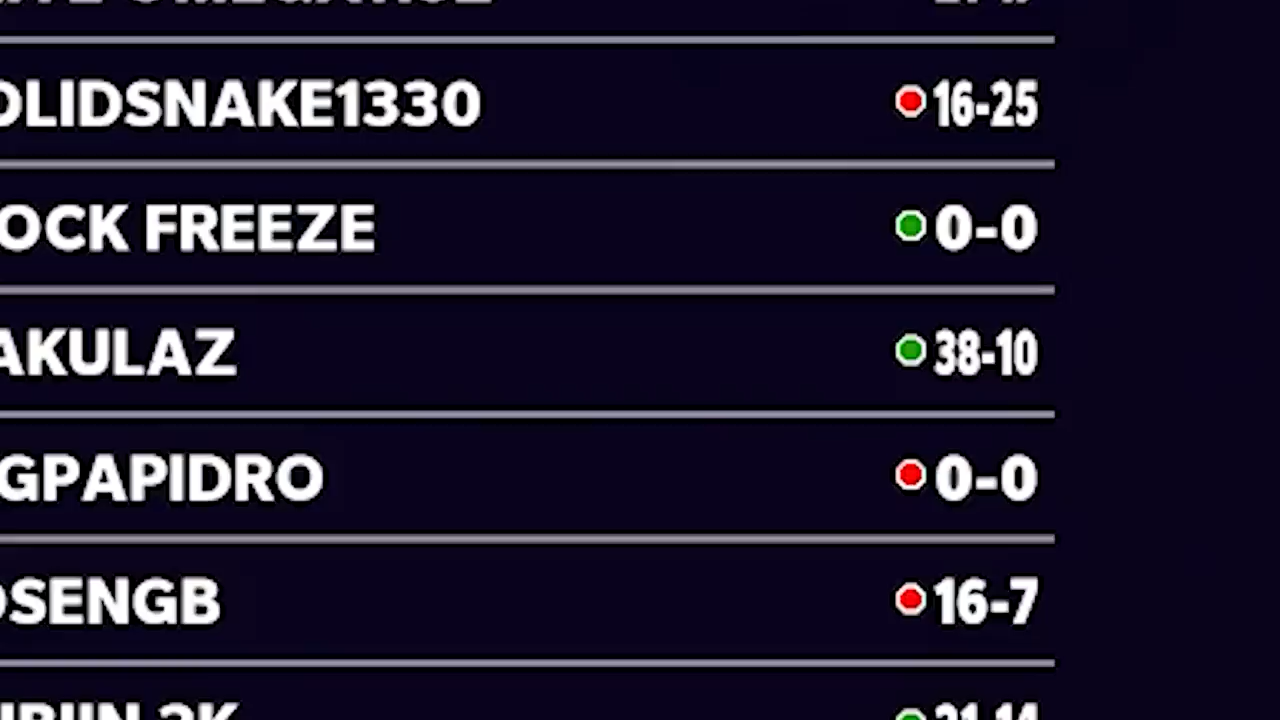 OLIDSNAKE1330 16-25
OCK FREEZE 0-0
AKULAZ 38-10
GPAPIDRO 0-0
OSENGB 16-7